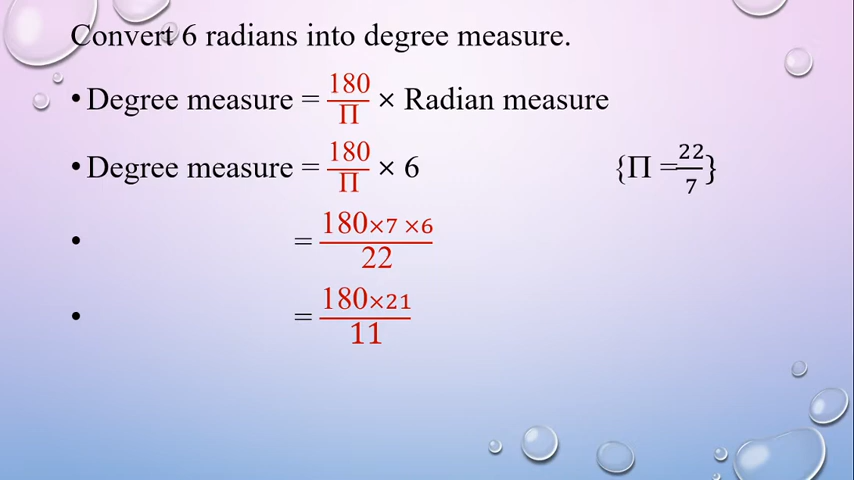 Convert 6 radians into degree measure.
• Degree measure = 180/Π × Radian measure
• Degree measure = 180/Π × 6 {Π = 22/7}
• = 180×7 ×6/22
• = 180×21/11